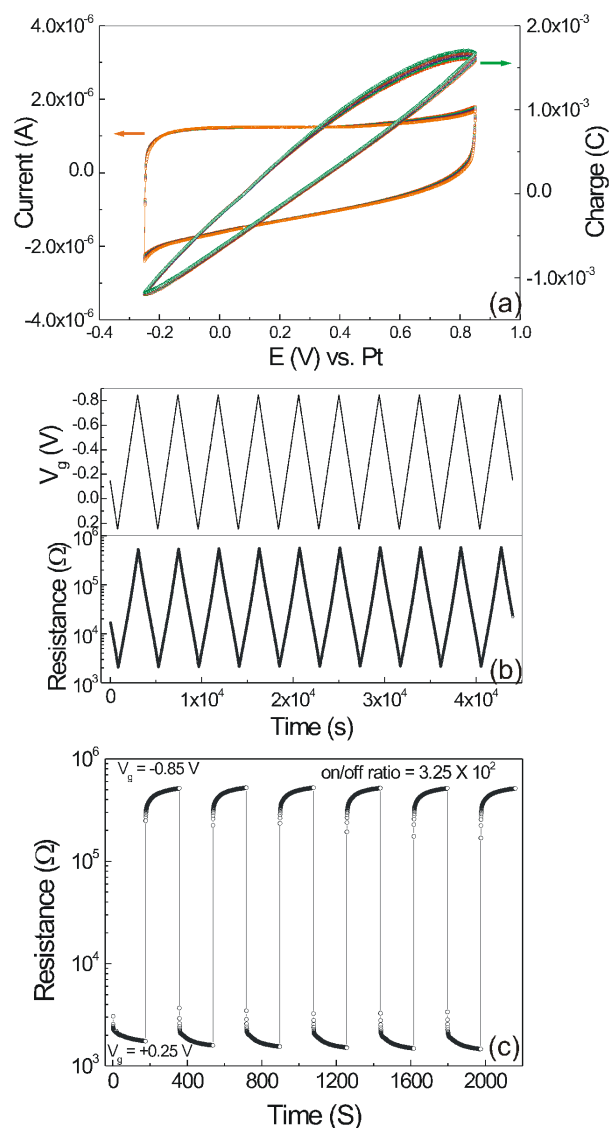 4.0x10⁻⁶
2.0x10⁻⁶
0.0
-2.0x10⁻⁶
-4.0x10⁻⁶
Current (A)
2.0x10⁻³
1.0x10⁻³
0.0
-1.0x10⁻³
Charge (C)
(a)
-0.4 -0.2 0.0 0.2 0.4 0.6 0.8 1.0
E (V) vs. Pt
-0.8
-0.6
-0.4
-0.2
0.0
0.2
V_g (V)
10⁶
10⁵
10⁴
10³
Resistance (Ω)
(b)
0 1x10⁴ 2x10⁴ 3x10⁴ 4x10⁴
Time (s)
10⁶
10⁵
10⁴
10³
Resistance (Ω)
V_g = -0.85 V
on/off ratio = 3.25 X 10²
V_g = +0.25 V
(c)
0 400 800 1200 1600 2000
Time (S)